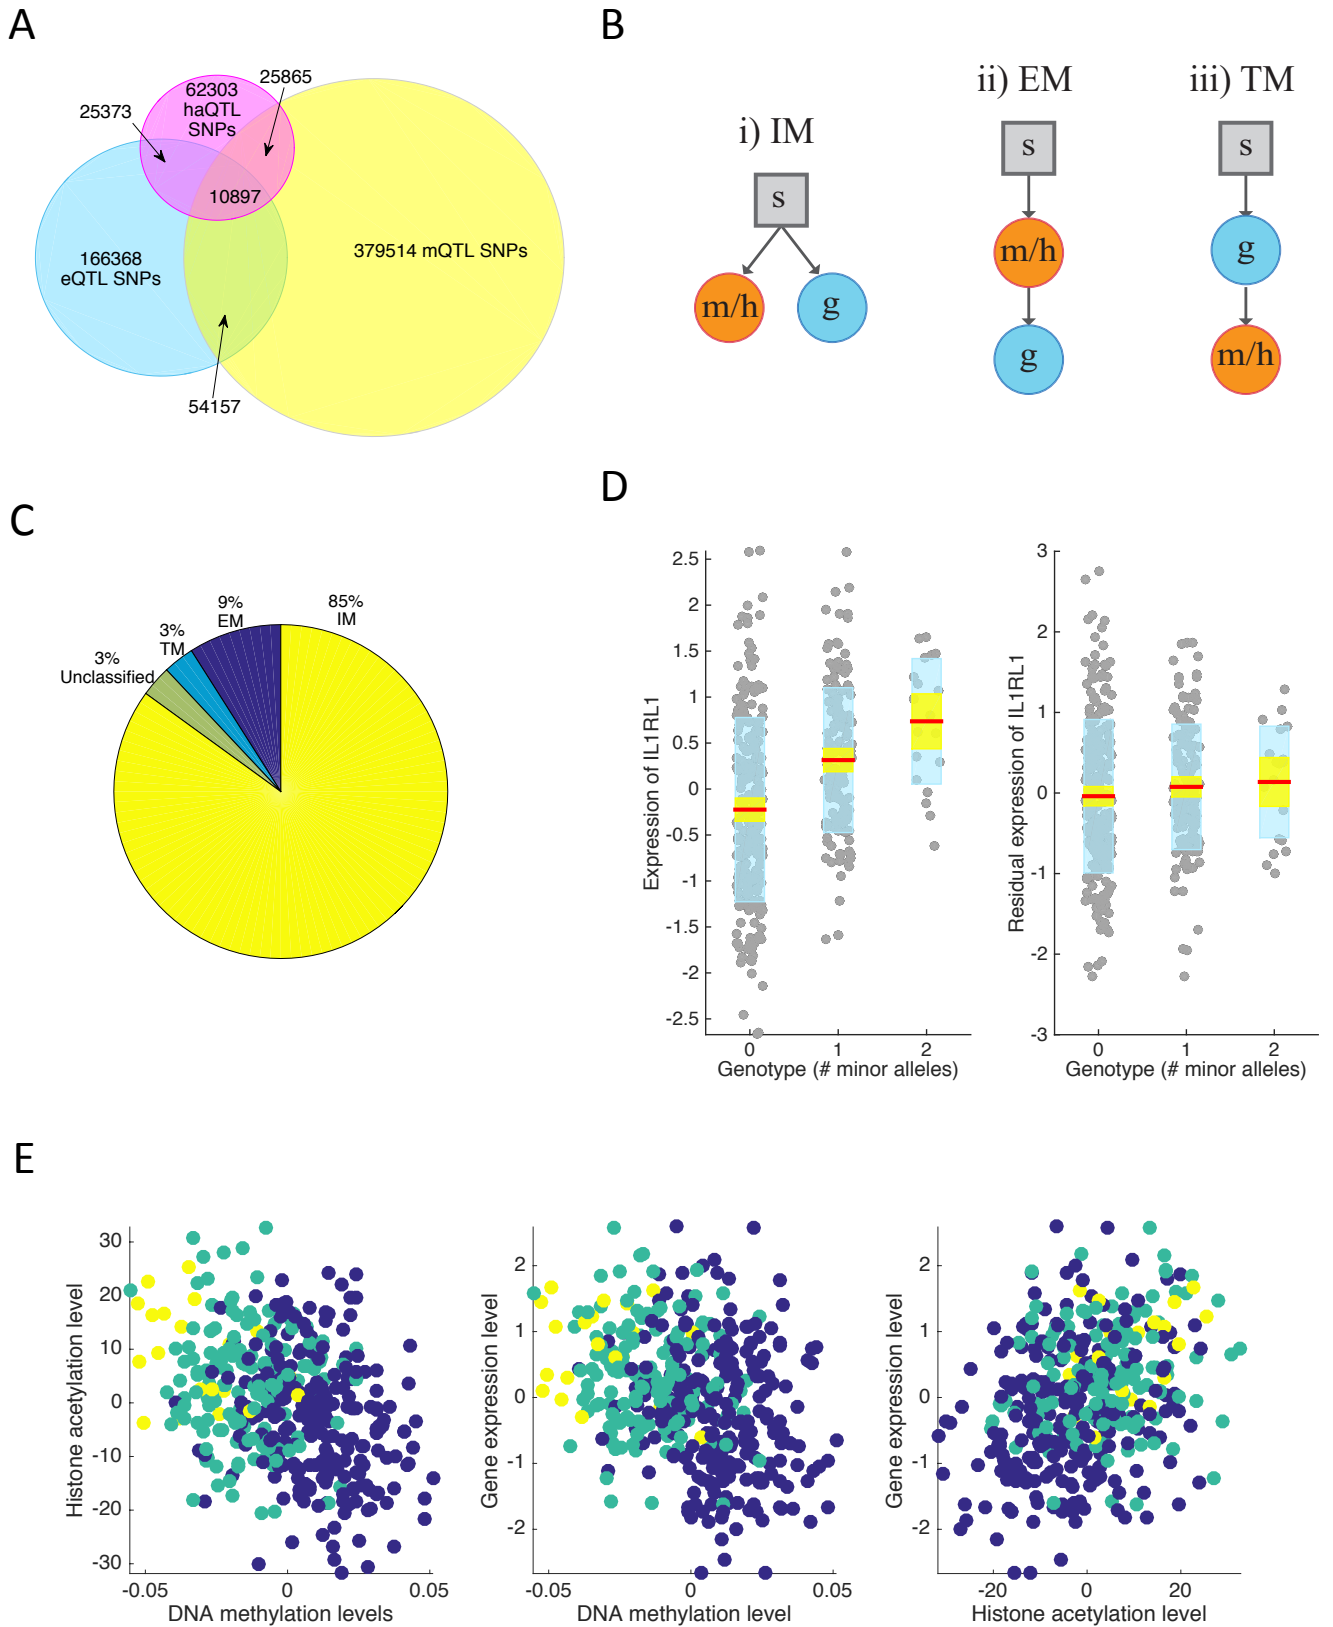 A
62303
haQTL
SNPs
25865
25373
10897
166368
eQTL SNPs
379514 mQTL SNPs
54157
B
i) IM
s
m/h
g
ii) EM
s
m/h
g
iii) TM
s
g
m/h
C
85%
IM
9%
EM
3%
TM
3%
Unclassified
D
Expression of IL1RL1
2.5
2
1.5
1
0.5
0
-0.5
-1
-1.5
-2
-2.5
0 1 2
Genotype (# minor alleles)
Residual expression of IL1RL1
3
2
1
0
-1
-2
-3
0 1 2
Genotype (# minor alleles)
E
Histone acetylation level
30
20
10
0
-10
-20
-30
-0.05 0 0.05
DNA methylation levels
Gene expression level
2
1
0
-1
-2
-0.05 0 0.05
DNA methylation level
Gene expression level
2
1
0
-1
-2
-20 0 20
Histone acetylation level